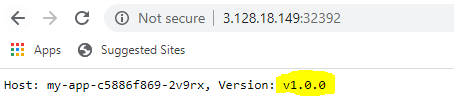 Not secure | 3.128.18.149:32392
Apps Suggested Sites
Host: my-app-c5886f869-2v9rx, Version: v1.0.0